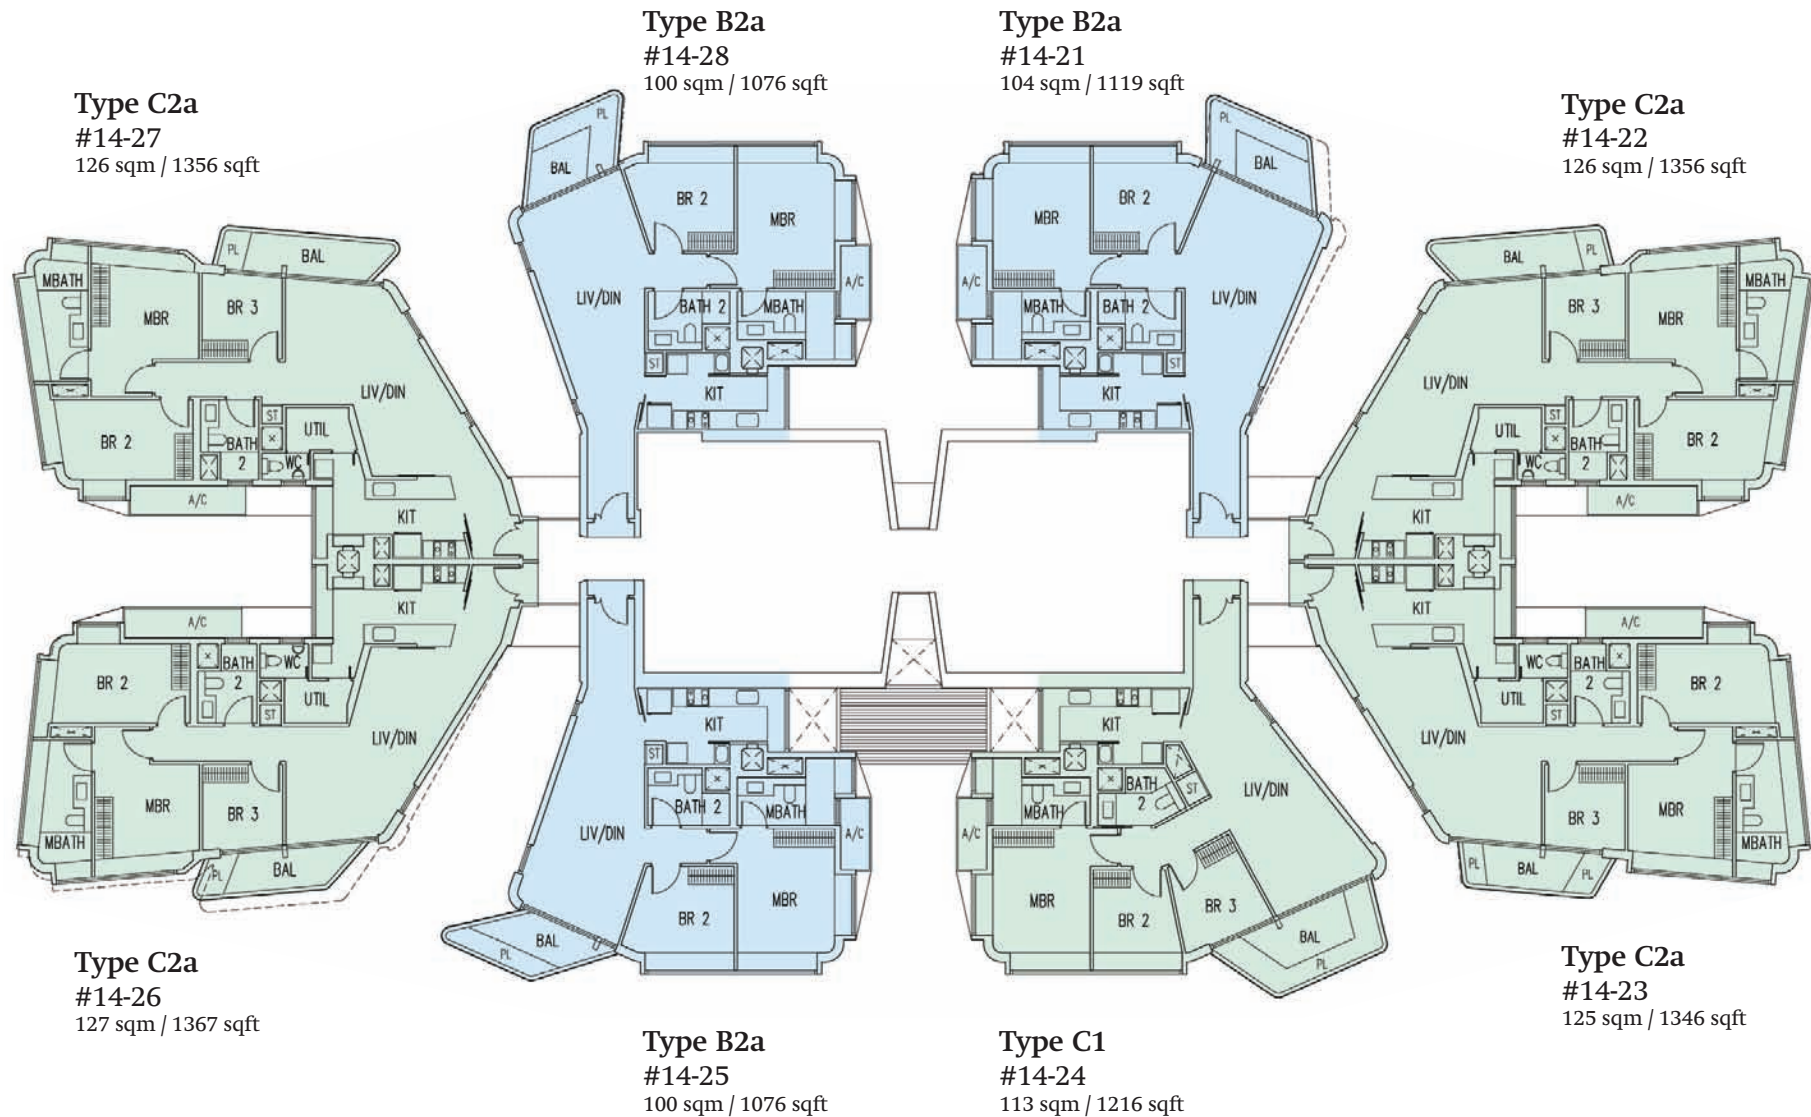 Type B2a
#14-28
100 sqm / 1076 sqft
Type B2a
#14-21
104 sqm / 1119 sqft
Type C2a
#14-27
126 sqm / 1356 sqft
Type C2a
#14-22
126 sqm / 1356 sqft
PL
BAL
BR 2
MBR
LIV/DIN
BATH 2
MBATH
A/C
ST
KIT
PL
BAL
BR 2
MBR
LIV/DIN
MBATH
BATH 2
A/C
ST
KIT
PL
BAL
MBATH
MBR
BR 3
LIV/DIN
BR 2
BATH
2
ST
UTIL
WC
A/C
KIT
BAL
PL
MBATH
BR 3
MBR
LIV/DIN
ST
UTIL
BATH
2
WC
BR 2
A/C
KIT
KIT
A/C
BR 2
BATH
2
WC
UTIL
ST
LIV/DIN
MBR
BR 3
MBATH
PL
BAL
KIT
ST
BATH 2
MBATH
LIV/DIN
A/C
BR 2
MBR
BAL
PL
KIT
BATH
2
ST
MBATH
A/C
LIV/DIN
MBR
BR 2
BR 3
BAL
PL
KIT
A/C
WC
BATH
2
UTIL
ST
BR 2
LIV/DIN
BR 3
MBR
MBATH
PL
BAL
PL
Type C2a
#14-26
127 sqm / 1367 sqft
Type C2a
#14-23
125 sqm / 1346 sqft
Type B2a
#14-25
100 sqm / 1076 sqft
Type C1
#14-24
113 sqm / 1216 sqft